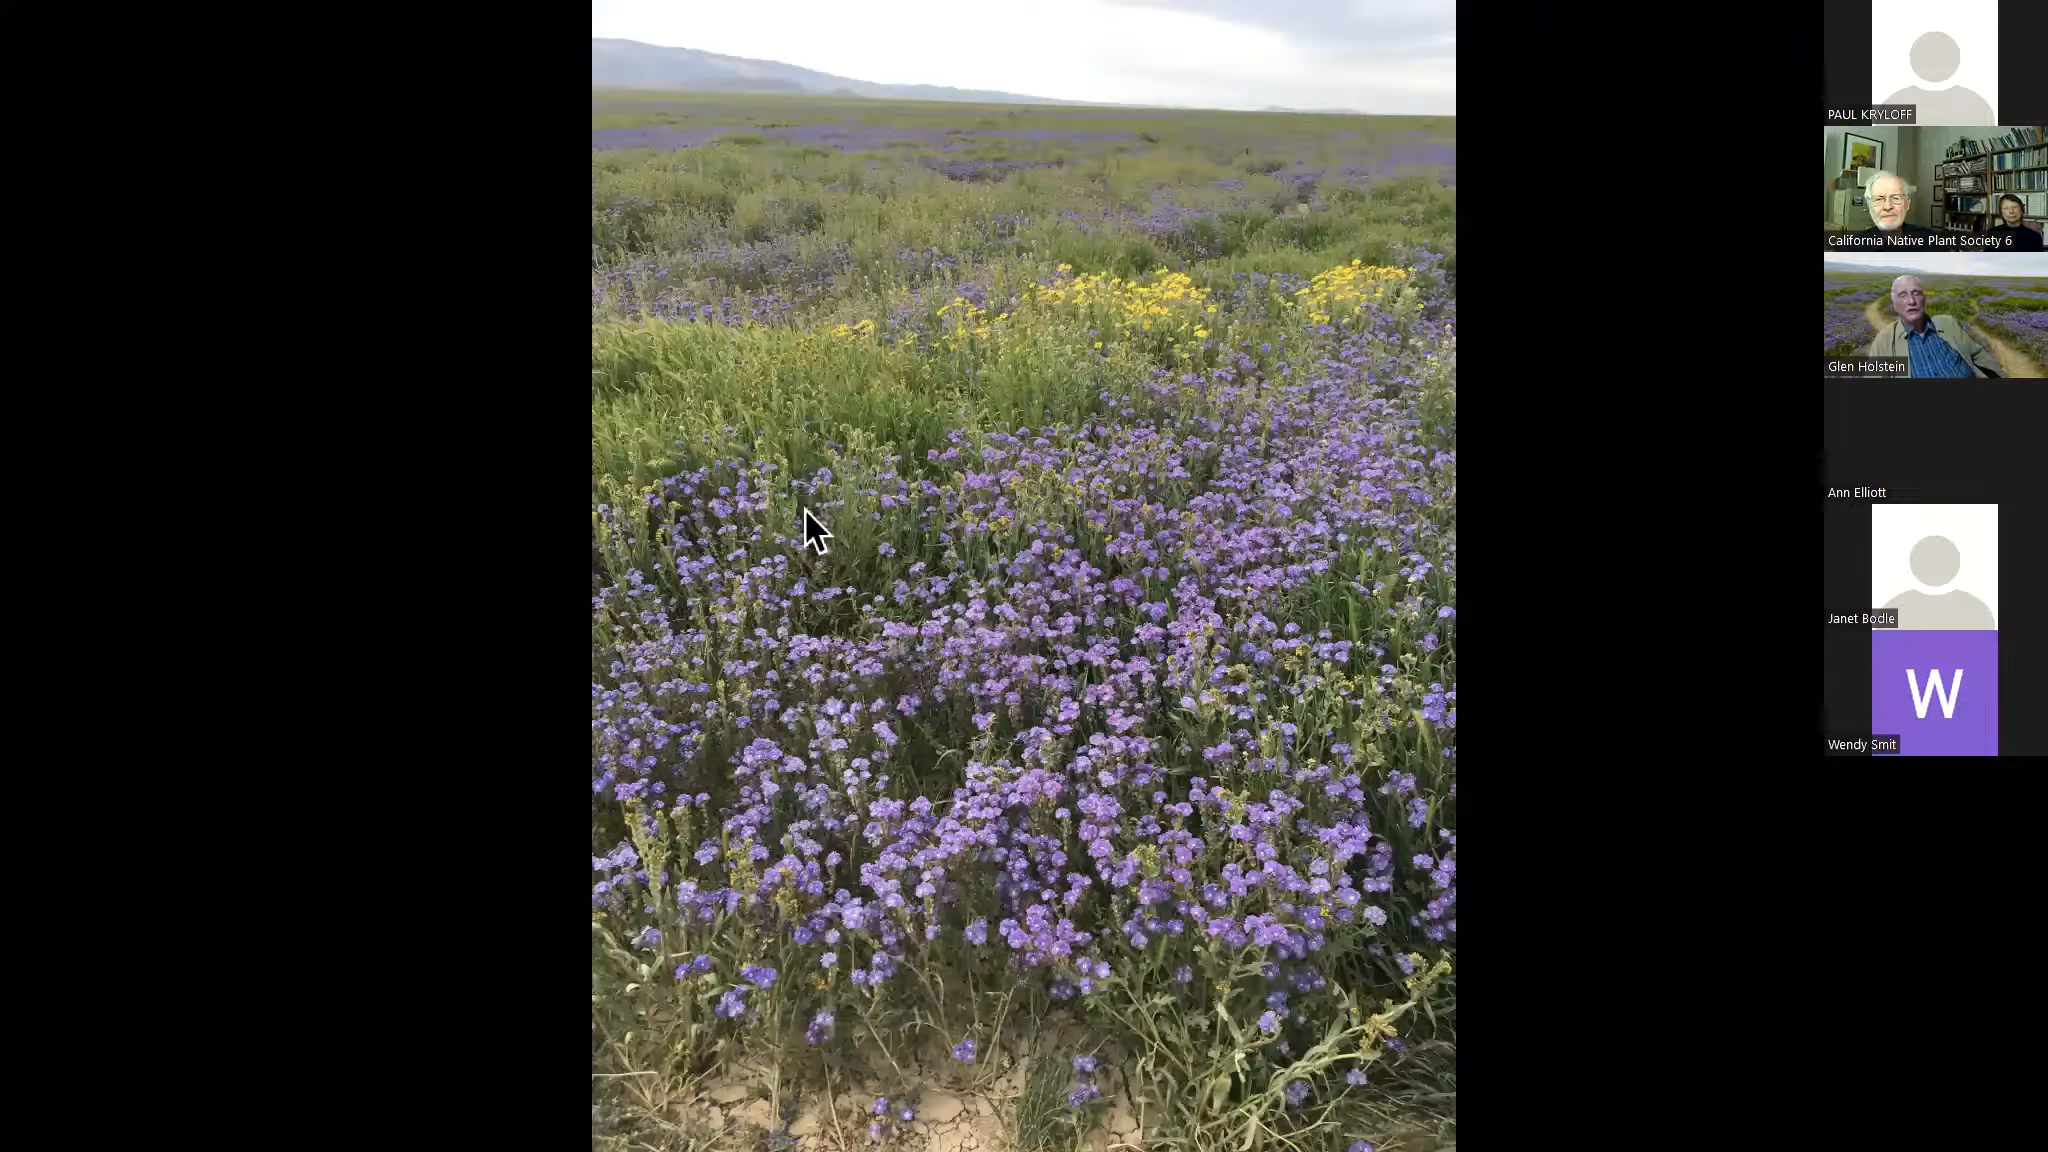 PAUL KRYLOFF
California Native Plant Society 6
Glen Holstein
Ann Elliott
Janet Bodle
W
Wendy Smit